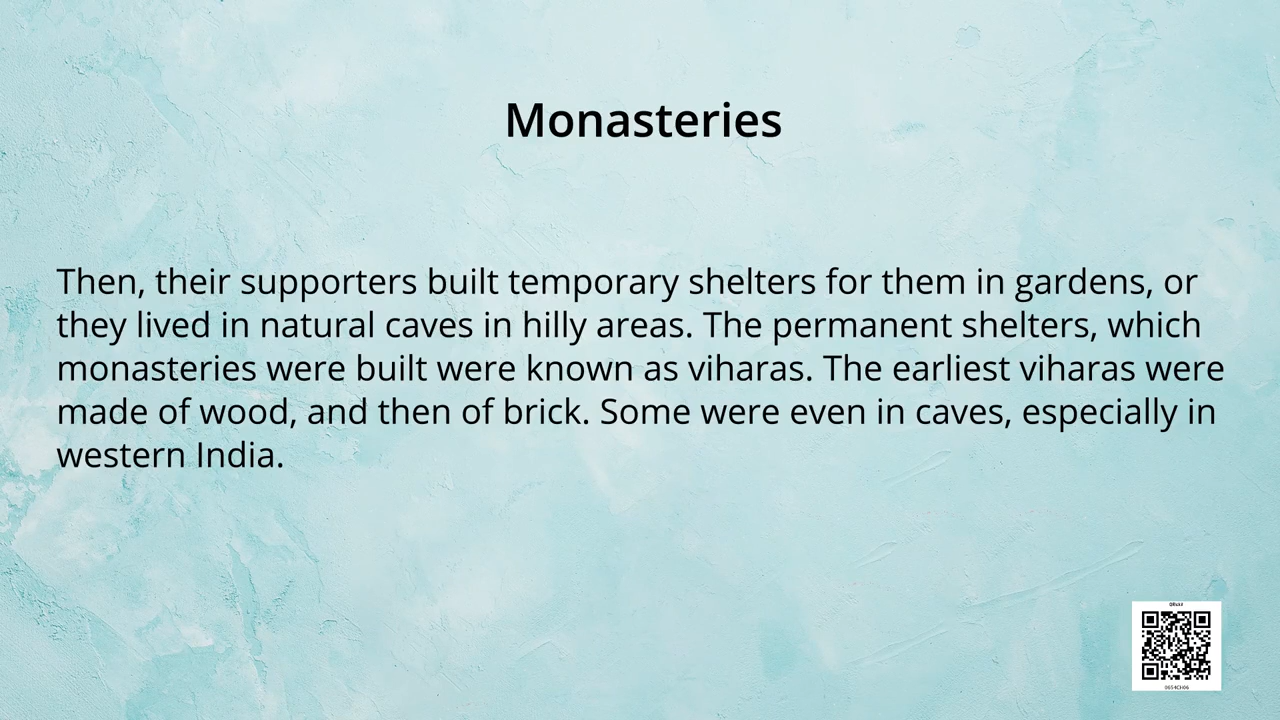 Monasteries
Then, their supporters built temporary shelters for them in gardens, or
they lived in natural caves in hilly areas. The permanent shelters, which
monasteries were built were known as viharas. The earliest viharas were
made of wood, and then of brick. Some were even in caves, especially in
western India.
0654CH06